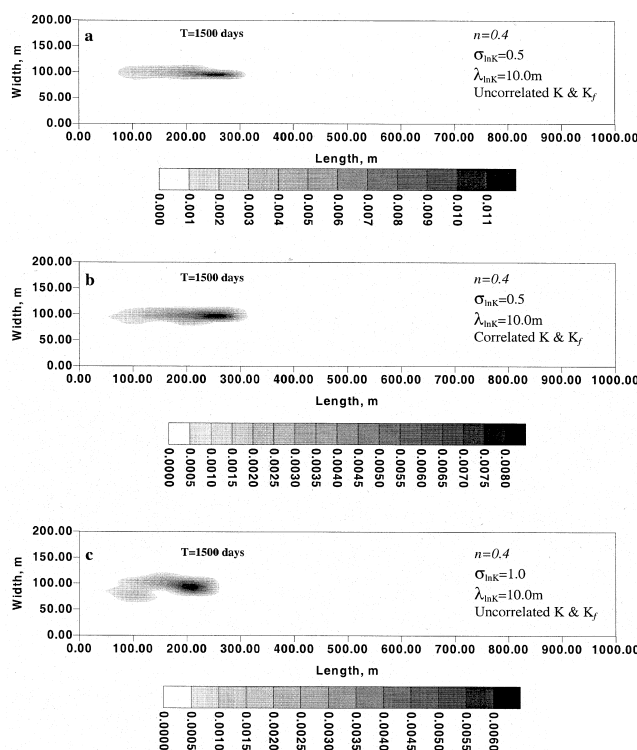 a
T=1500 days
n=0.4
σlnK=0.5
λlnK=10.0m
Uncorrelated K & Kf
Width, m
200.00
150.00
100.00
50.00
0.00
0.00 100.00 200.00 300.00 400.00 500.00 600.00 700.00 800.00 900.00 1000.00
Length, m
0.000 0.001 0.002 0.003 0.005 0.006 0.007 0.008 0.009 0.010 0.011
b
T=1500 days
n=0.4
σlnK=0.5
λlnK=10.0m
Correlated K & Kf
Width, m
200.00
150.00
100.00
50.00
0.00
0.00 100.00 200.00 300.00 400.00 500.00 600.00 700.00 800.00 900.00 1000.00
Length, m
0.0000 0.0005 0.0010 0.0015 0.0025 0.0030 0.0035 0.0040 0.0045 0.0050 0.0055 0.0060 0.0065 0.0070 0.0075 0.0080
c
T=1500 days
n=0.4
σlnK=1.0
λlnK=10.0m
Uncorrelated K & Kf
Width, m
200.00
150.00
100.00
50.00
0.00
0.00 100.00 200.00 300.00 400.00 500.00 600.00 700.00 800.00 900.00 1000.00
Length, m
0.0000 0.0005 0.0010 0.0015 0.0020 0.0025 0.0030 0.0035 0.0040 0.0045 0.0050 0.0055 0.0060